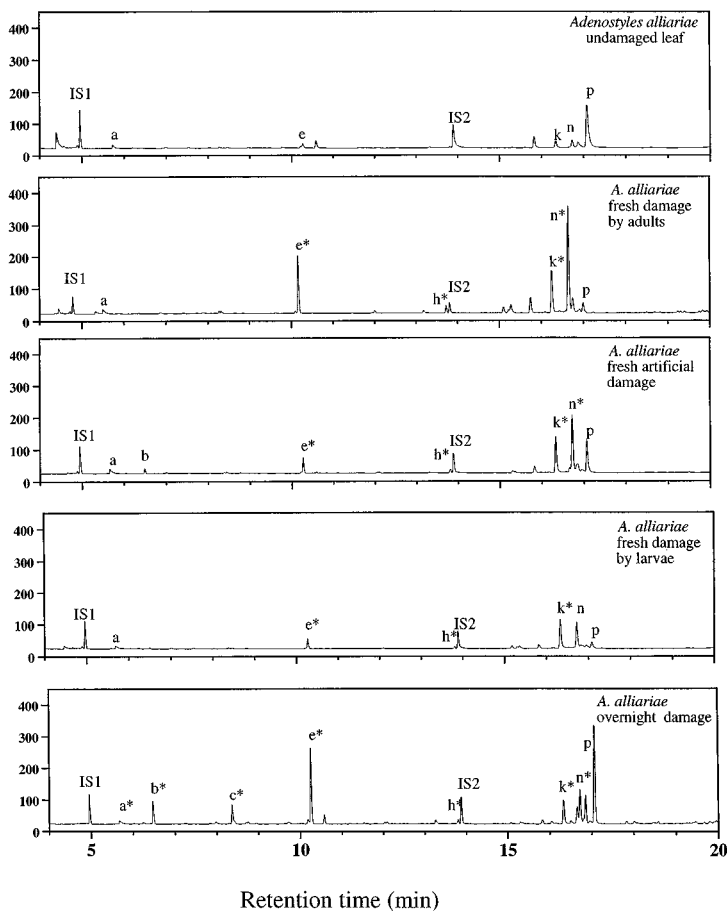 Adenostyles alliariae
undamaged leaf
400
300
200
100
0
IS1
a
e
IS2
k
n
p
A. alliariae
fresh damage
by adults
400
300
200
100
0
IS1
a
e*
h*
IS2
k*
n*
p
A. alliariae
fresh artificial
damage
400
300
200
100
0
IS1
a
b
e*
h*
IS2
k*
n*
p
A. alliariae
fresh damage
by larvae
400
300
200
100
0
IS1
a
e*
h*
IS2
k*
n
p
A. alliariae
overnight damage
400
300
200
100
0
IS1
a*
b*
c*
e*
h*
IS2
k*
n*
p
5
10
15
20
Retention time (min)